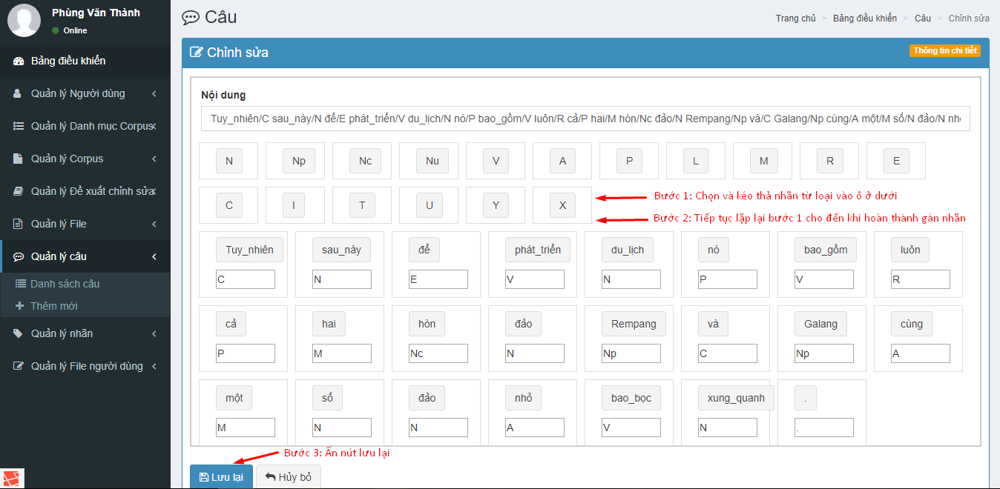 Phùng Văn Thành
Online
Bảng điều khiển
Quản lý Người dùng
Quản lý Danh mục Corpus
Quản lý Corpus
Quản lý Đề xuất chỉnh sửa
Quản lý File
Quản lý câu
Danh sách câu
Thêm mới
Quản lý nhãn
Quản lý File người dùng
Câu
Trang chủ > Bảng điều khiển > Câu > Chỉnh sửa
Chỉnh sửa
Thông tin chi tiết
Nội dung
Tuy_nhiên/C sau_này/N để/E phát_triển/V du_lịch/N nó/P bao_gồm/V luôn/R cả/P hai/M hòn/Nc đảo/N Rempang/Np và/C Galang/Np cùng/A một/M số/N đảo/N nhỏ
N Np Nc Nu V A P L M R E
C I T U Y X
Bước 1: Chọn và kéo thả nhãn từ loại vào ô ở dưới
Bước 2: Tiếp tục lặp lại bước 1 cho đến khi hoàn thành gán nhãn
Tuy_nhiên sau_này để phát_triển du_lịch nó bao_gồm luôn
C N E V N P V R
cả hai hòn đảo Rempang và Galang cùng
P M Nc N Np C Np A
một số đảo nhỏ bao_bọc xung_quanh .
M N N A V N .
Bước 3: Ấn nút lưu lại
Lưu lại Hủy bỏ